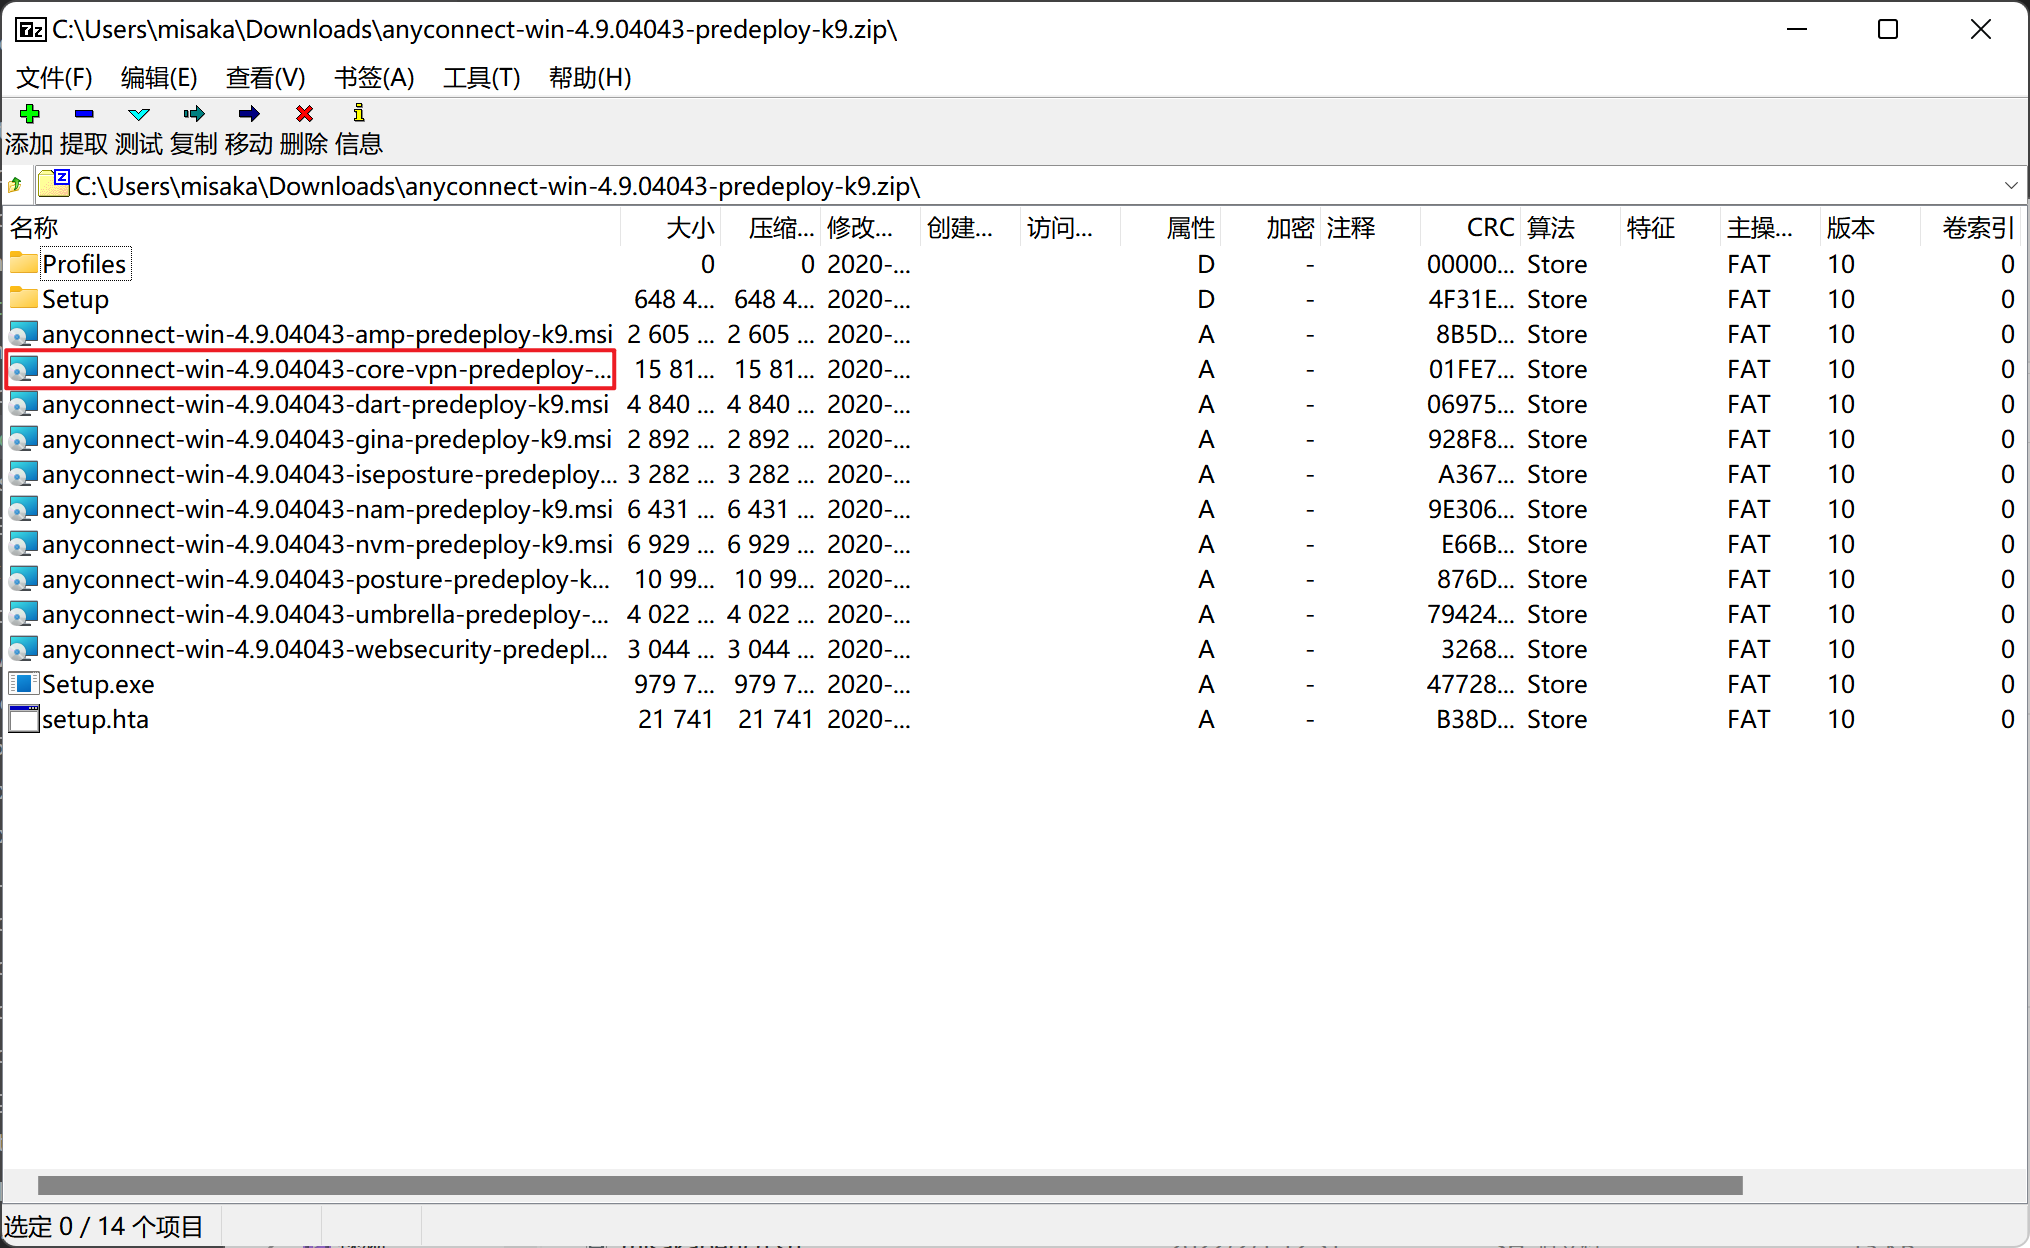 C:\Users\misaka\Downloads\anyconnect-win-4.9.04043-predeploy-k9.zip\
文件(F) 编辑(E) 查看(V) 书签(A) 工具(T) 帮助(H)
添加 提取 测试 复制 移动 删除 信息
C:\Users\misaka\Downloads\anyconnect-win-4.9.04043-predeploy-k9.zip\
名称 大小 压缩... 修改... 创建... 访问... 属性 加密 注释 CRC 算法 特征 主操... 版本 卷索引
Profiles 0 0 2020-... D - 00000... Store FAT 10 0
Setup 648 4... 648 4... 2020-... D - 4F31E... Store FAT 10 0
anyconnect-win-4.9.04043-amp-predeploy-k9.msi 2 605 ... 2 605 ... 2020-... A - 8B5D... Store FAT 10 0
anyconnect-win-4.9.04043-core-vpn-predeploy-... 15 81... 15 81... 2020-... A - 01FE7... Store FAT 10 0
anyconnect-win-4.9.04043-dart-predeploy-k9.msi 4 840 ... 4 840 ... 2020-... A - 06975... Store FAT 10 0
anyconnect-win-4.9.04043-gina-predeploy-k9.msi 2 892 ... 2 892 ... 2020-... A - 928F8... Store FAT 10 0
anyconnect-win-4.9.04043-iseposture-predeploy... 3 282 ... 3 282 ... 2020-... A - A367... Store FAT 10 0
anyconnect-win-4.9.04043-nam-predeploy-k9.msi 6 431 ... 6 431 ... 2020-... A - 9E306... Store FAT 10 0
anyconnect-win-4.9.04043-nvm-predeploy-k9.msi 6 929 ... 6 929 ... 2020-... A - E66B... Store FAT 10 0
anyconnect-win-4.9.04043-posture-predeploy-k... 10 99... 10 99... 2020-... A - 876D... Store FAT 10 0
anyconnect-win-4.9.04043-umbrella-predeploy-... 4 022 ... 4 022 ... 2020-... A - 79424... Store FAT 10 0
anyconnect-win-4.9.04043-websecurity-predepl... 3 044 ... 3 044 ... 2020-... A - 3268... Store FAT 10 0
Setup.exe 979 7... 979 7... 2020-... A - 47728... Store FAT 10 0
setup.hta 21 741 21 741 2020-... A - B38D... Store FAT 10 0
选定 0 / 14 个项目